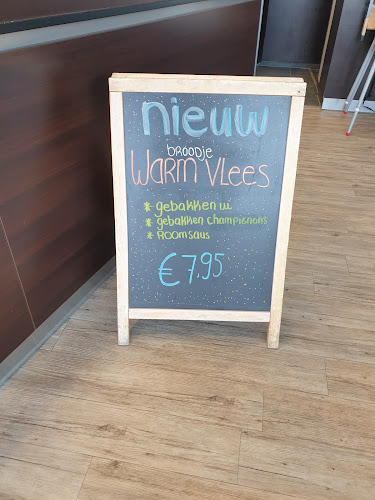 nieuw
broodje
warm vlees
* gebakken ui
* gebakken champignons
* Roomsaus
€ 7,95